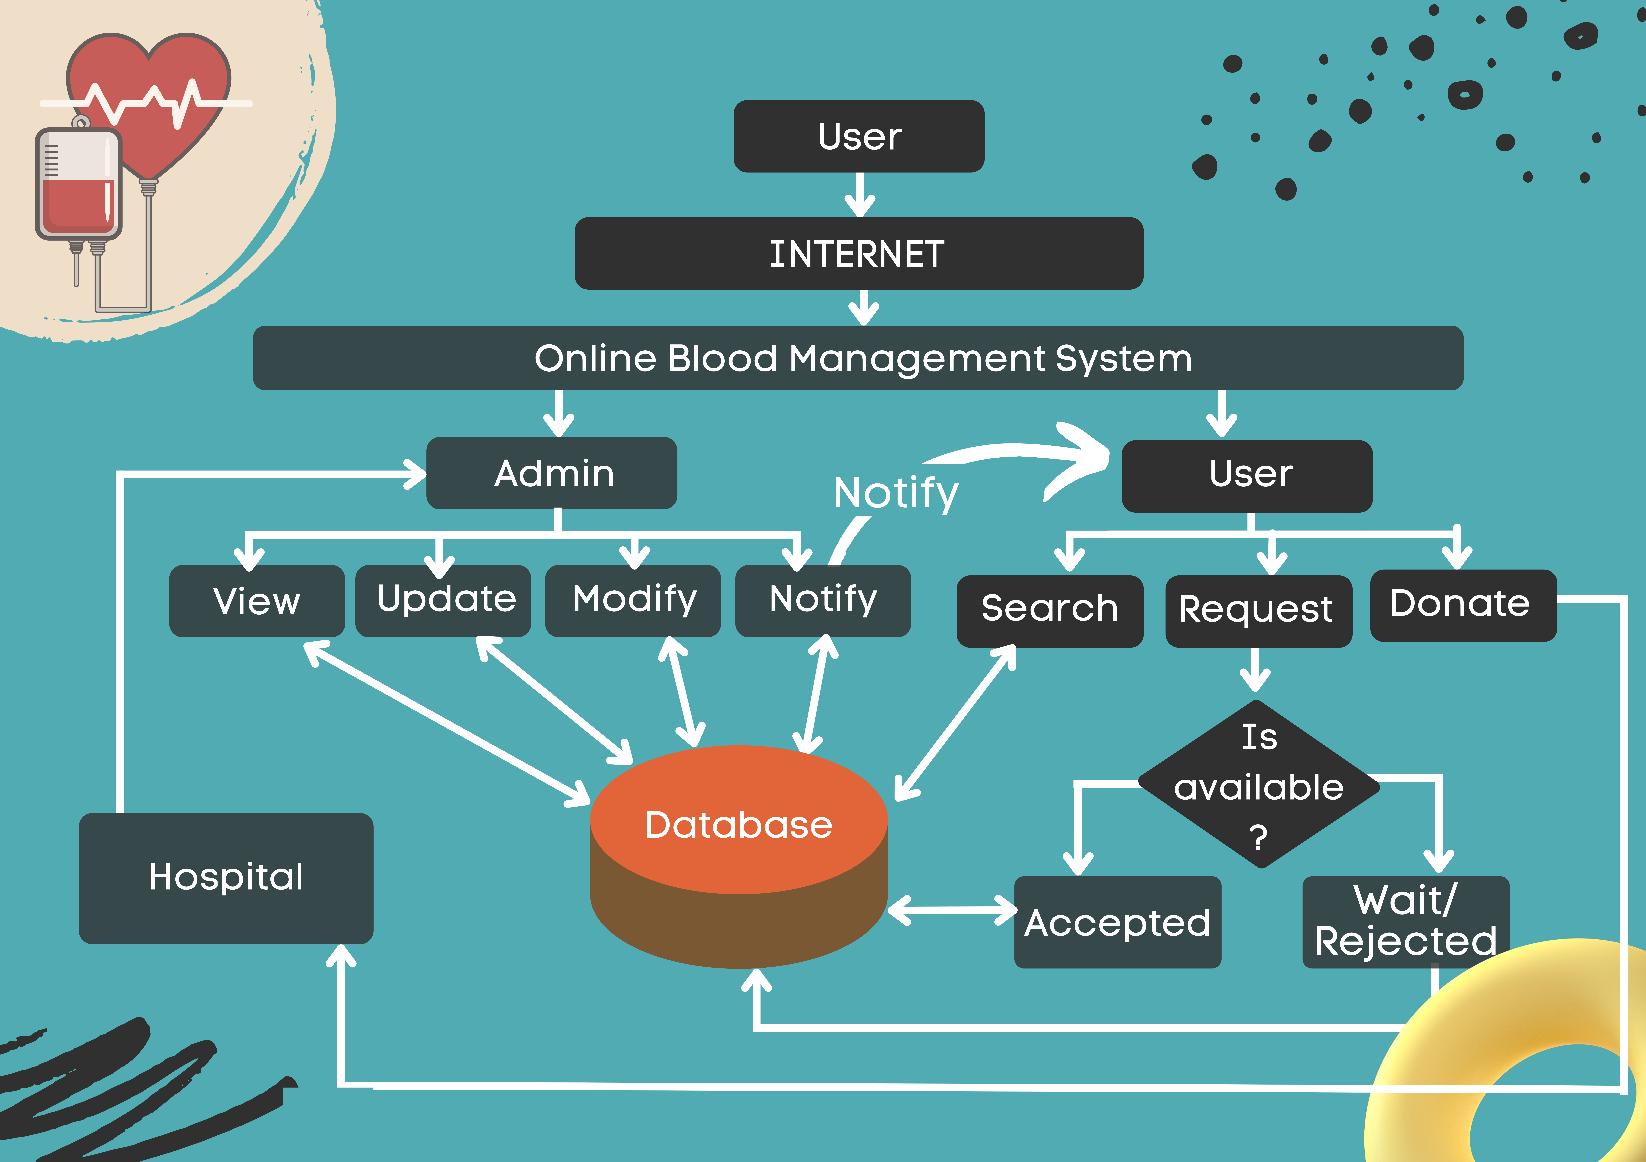 User
INTERNET
Online Blood Management System
Admin
Notify
User
View
Update
Modify
Notify
Search
Request
Donate
Is
available
?
Database
Hospital
Accepted
Wait/
Rejected